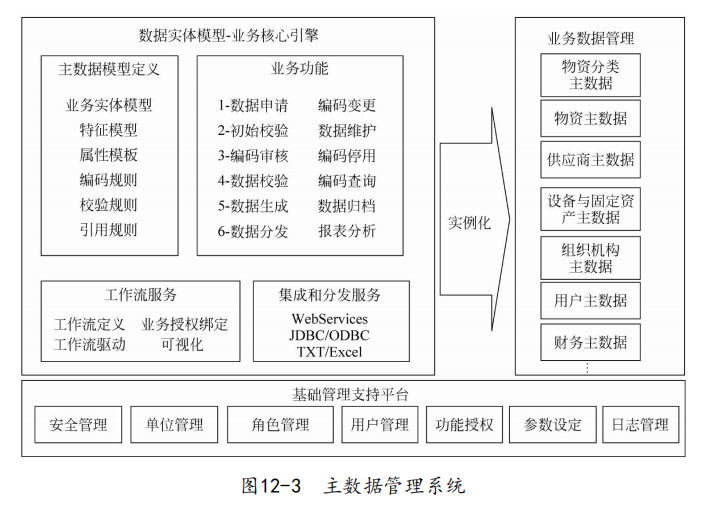 数据实体模型-业务核心引擎
主数据模型定义
业务实体模型
特征模型
属性模板
编码规则
校验规则
引用规则
业务功能
1-数据申请 编码变更
2-初始校验 数据维护
3-编码审核 编码停用
4-数据校验 编码查询
5-数据生成 数据归档
6-数据分发 报表分析
工作流服务
工作流定义 业务授权绑定
工作流驱动 可视化
集成和分发服务
WebServices
JDBC/ODBC
TXT/Excel
实例化
业务数据管理
物资分类
主数据
物资主数据
供应商主数据
设备与固定资
产主数据
组织机构
主数据
用户主数据
财务主数据
⋮
基础管理支持平台
安全管理 单位管理 角色管理 用户管理 功能授权 参数设定 日志管理
图12-3 主数据管理系统